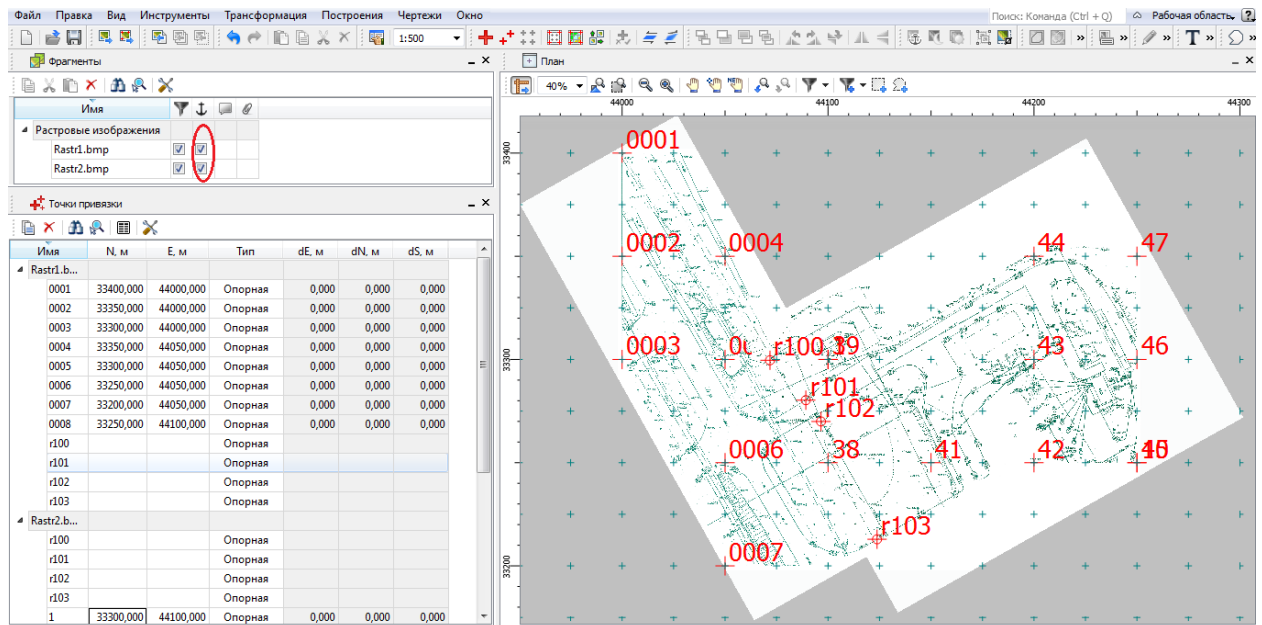 Файл Правка Вид Инструменты Трансформация Построения Чертежи Окно Поиск: Команда (Ctrl + Q) Рабочая область
1:500 T
Фрагменты
Имя
Растровые изображения
Rastr1.bmp
Rastr2.bmp
Точки привязки
Имя N, м E, м Тип dE, м dN, м dS, м
Rastr1.b...
0001 33400,000 44000,000 Опорная 0,000 0,000 0,000
0002 33350,000 44000,000 Опорная 0,000 0,000 0,000
0003 33300,000 44000,000 Опорная 0,000 0,000 0,000
0004 33350,000 44050,000 Опорная 0,000 0,000 0,000
0005 33300,000 44050,000 Опорная 0,000 0,000 0,000
0006 33250,000 44050,000 Опорная 0,000 0,000 0,000
0007 33200,000 44050,000 Опорная 0,000 0,000 0,000
0008 33250,000 44100,000 Опорная 0,000 0,000 0,000
r100 Опорная
r101 Опорная
r102 Опорная
r103 Опорная
Rastr2.b...
r100 Опорная
r101 Опорная
r102 Опорная
r103 Опорная
1 33300,000 44100,000 Опорная 0,000 0,000 0,000
План
40%
44000 44100 44200 44300
33400
33300
33200
0001
0002 0004 44 47
0003 r100 43 46
r101
r102
0006 38 41 42
r103
0007